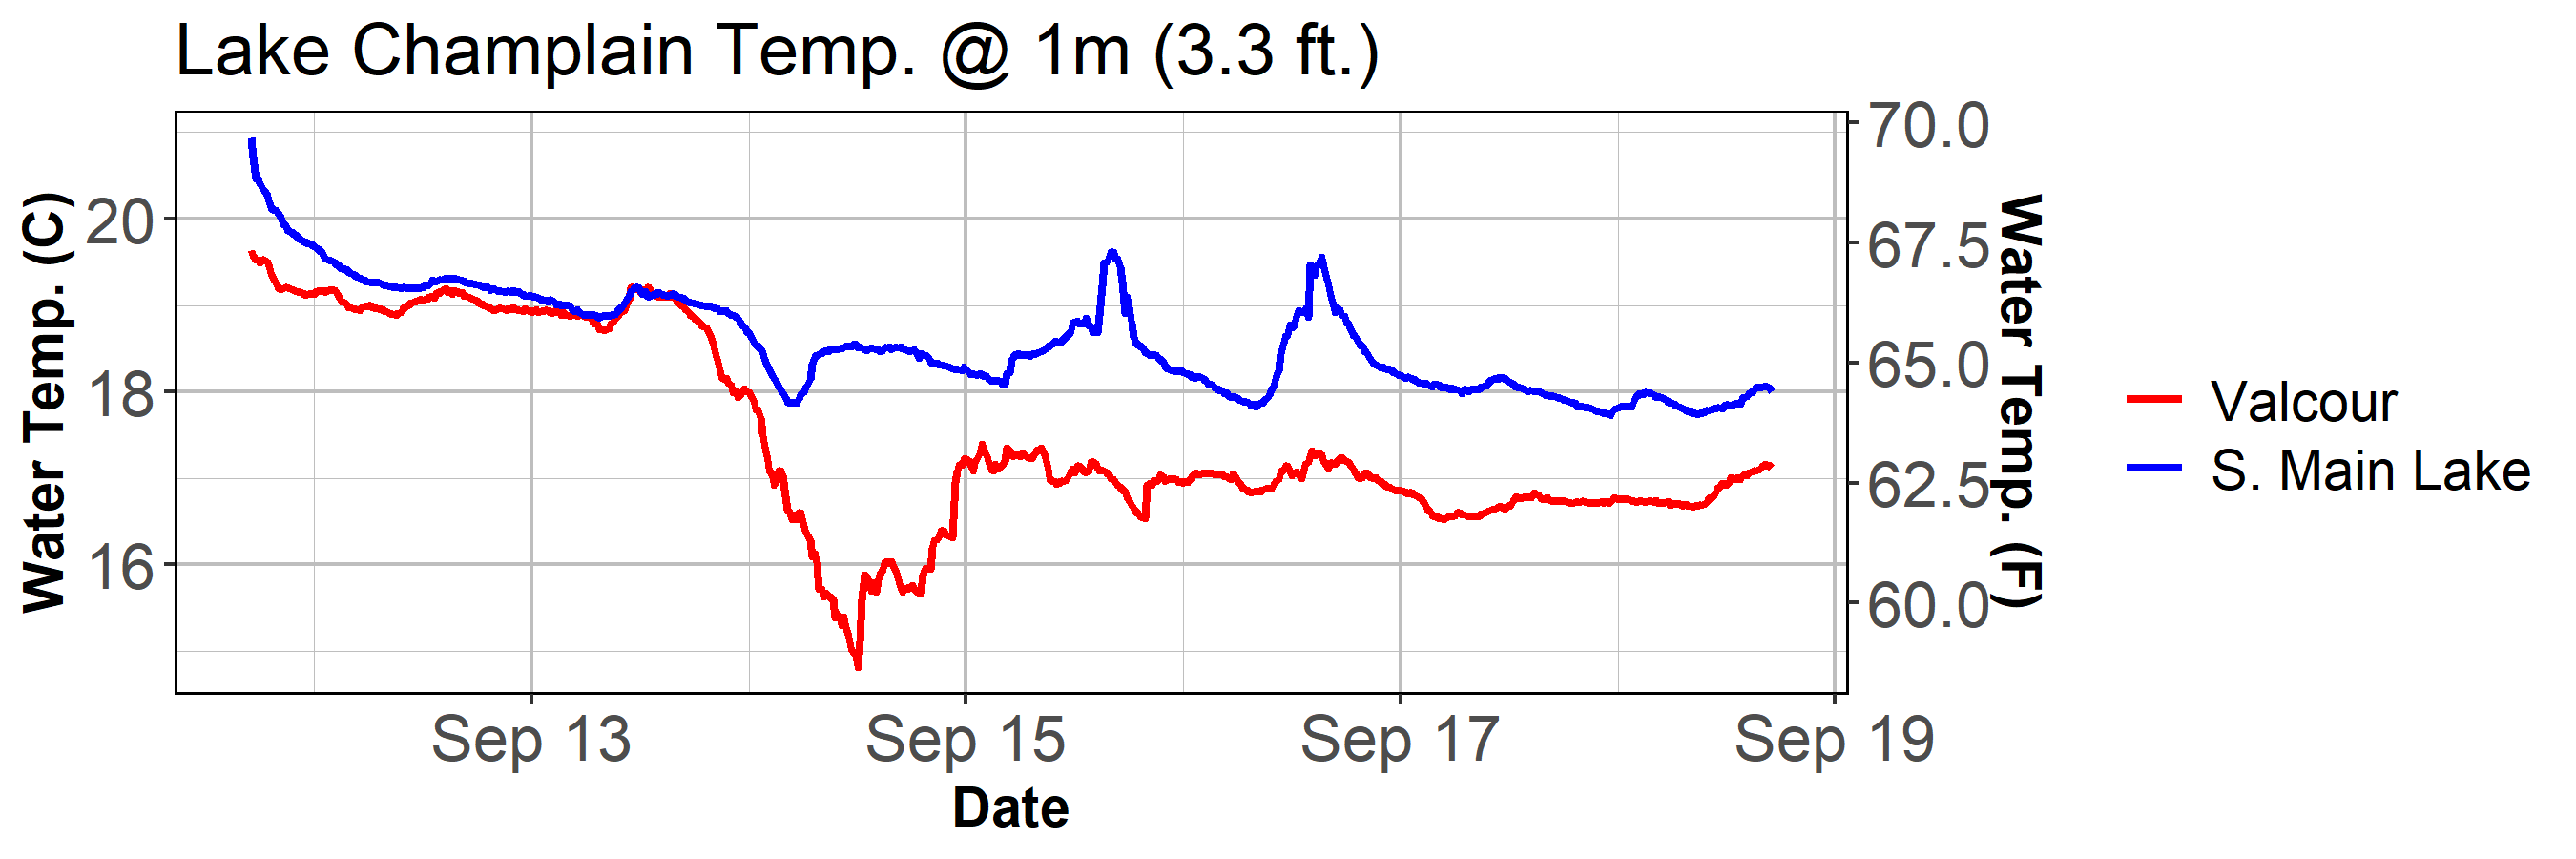 Lake Champlain Temp. @ 1m (3.3 ft.)
Water Temp. (C)
20
18
16
70.0
67.5
65.0
62.5
60.0
Water Temp. (F)
Valcour
S. Main Lake
Sep 13
Sep 15
Sep 17
Sep 19
Date